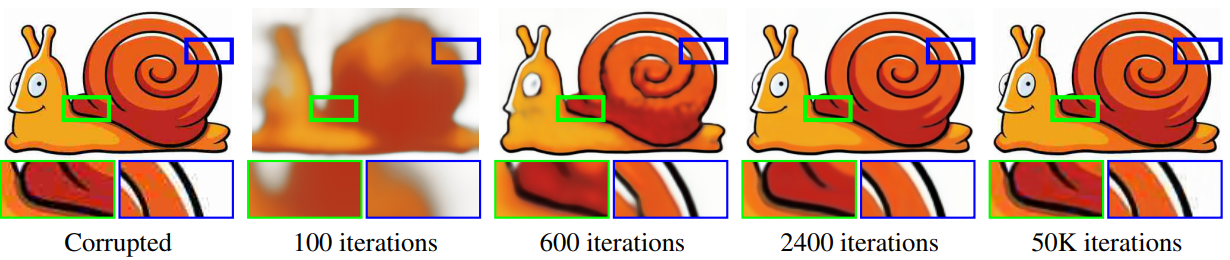 Corrupted
100 iterations
600 iterations
2400 iterations
50K iterations